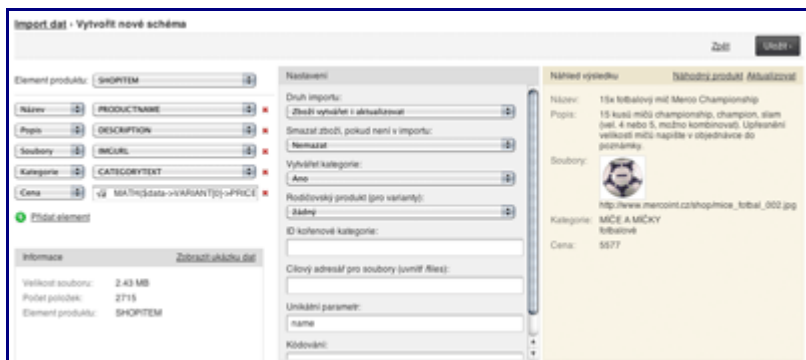 Import dat › Vytvořit nové schéma
Zpět
Uložit ›
Element produktu:
SHOPITEM
Název
PRODUCTNAME
Popis
DESCRIPTION
Soubory
IMGURL
Kategorie
CATEGORYTEXT
Cena
MATH($data->VARIANT[0]->PRICE
Přidat element
Informace
Zobrazit ukázku dat
Velikost souboru: 2.43 MB
Počet položek: 2715
Element produktu: SHOPITEM
Nastavení
Druh importu:
Zboží vytvářet i aktualizovat
Smazat zboží, pokud není v importu:
Nemazat
Vytvářet kategorie:
Ano
Rodičovský produkt (pro varianty):
žádný
ID kořenové kategorie:
Cílový adresář pro soubory (uvnitř /files):
Unikátní parametr:
name
Kódování:
Náhled výsledku
Náhodný produkt
Aktualizovat
Název: 15x fotbalový míč Merco Championship
Popis: 15 kusů míčů championship, champion, slam
(vel. 4 nebo 5, možno kombinovat). Upřesnění
velikosti míčů napište v objednávce do
poznámky.
Soubory:
http://www.mercoint.cz/shop/mice_fotbal_002.jpg
Kategorie: MÍČE A MÍČKY
fotbalové
Cena: 5577